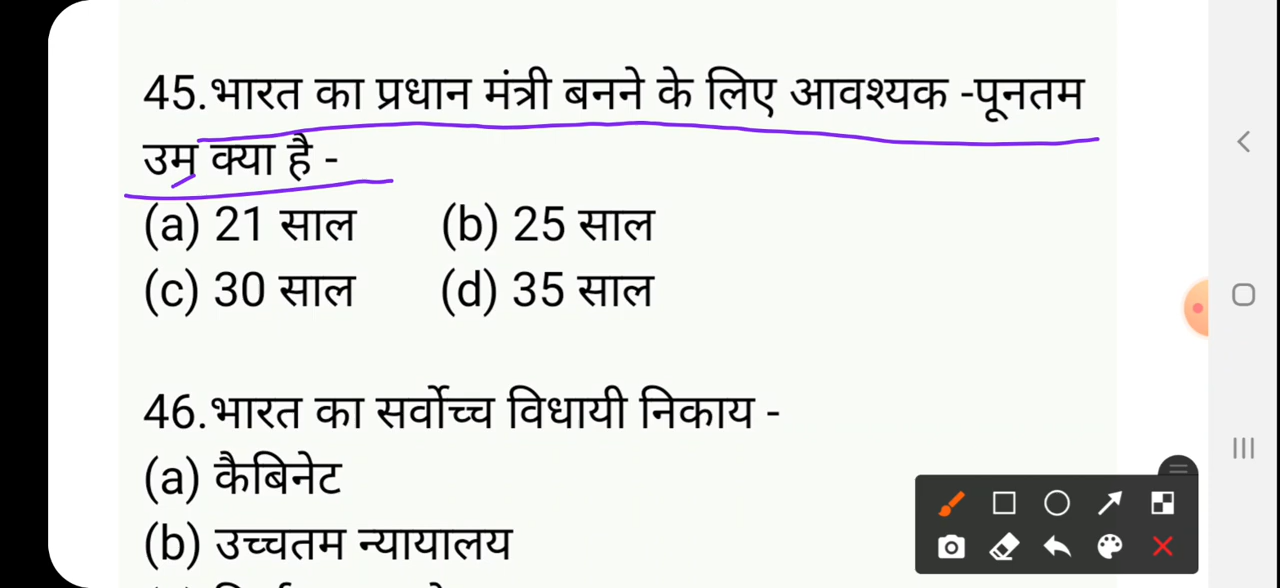 45.भारत का प्रधान मंत्री बनने के लिए आवश्यक -पूनतम
उम क्या है -
(a) 21 साल (b) 25 साल
(c) 30 साल (d) 35 साल
46.भारत का सर्वोच्च विधायी निकाय -
(a) कैबिनेट
(b) उच्चतम न्यायालय